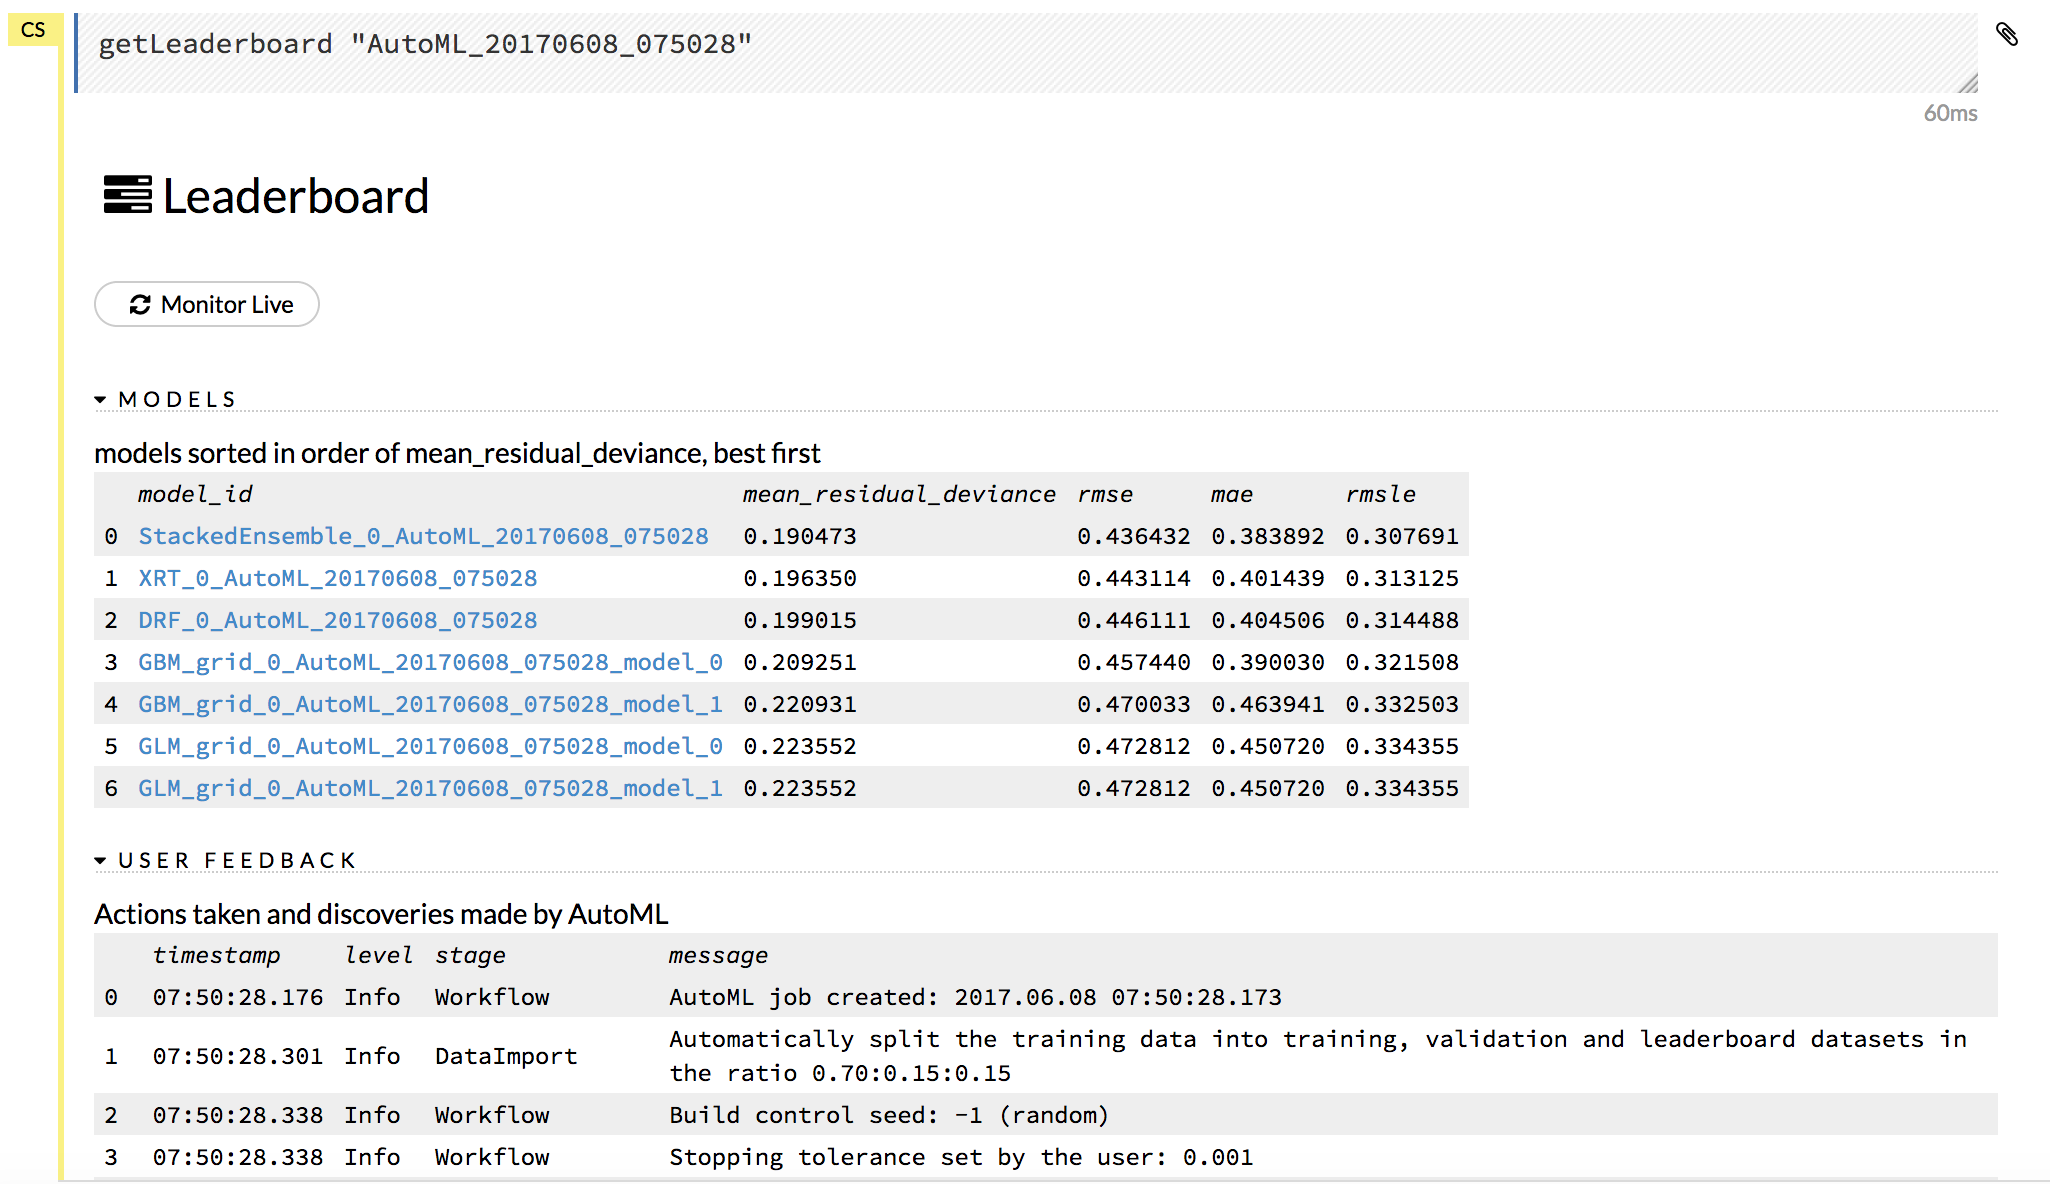 CS
getLeaderboard "AutoML_20170608_075028"
60ms
Leaderboard
Monitor Live
MODELS
models sorted in order of mean_residual_deviance, best first
model_id mean_residual_deviance rmse mae rmsle
0 StackedEnsemble_0_AutoML_20170608_075028 0.190473 0.436432 0.383892 0.307691
1 XRT_0_AutoML_20170608_075028 0.196350 0.443114 0.401439 0.313125
2 DRF_0_AutoML_20170608_075028 0.199015 0.446111 0.404506 0.314488
3 GBM_grid_0_AutoML_20170608_075028_model_0 0.209251 0.457440 0.390030 0.321508
4 GBM_grid_0_AutoML_20170608_075028_model_1 0.220931 0.470033 0.463941 0.332503
5 GLM_grid_0_AutoML_20170608_075028_model_0 0.223552 0.472812 0.450720 0.334355
6 GLM_grid_0_AutoML_20170608_075028_model_1 0.223552 0.472812 0.450720 0.334355
USER FEEDBACK
Actions taken and discoveries made by AutoML
timestamp level stage message
0 07:50:28.176 Info Workflow AutoML job created: 2017.06.08 07:50:28.173
1 07:50:28.301 Info DataImport Automatically split the training data into training, validation and leaderboard datasets in
the ratio 0.70:0.15:0.15
2 07:50:28.338 Info Workflow Build control seed: -1 (random)
3 07:50:28.338 Info Workflow Stopping tolerance set by the user: 0.001